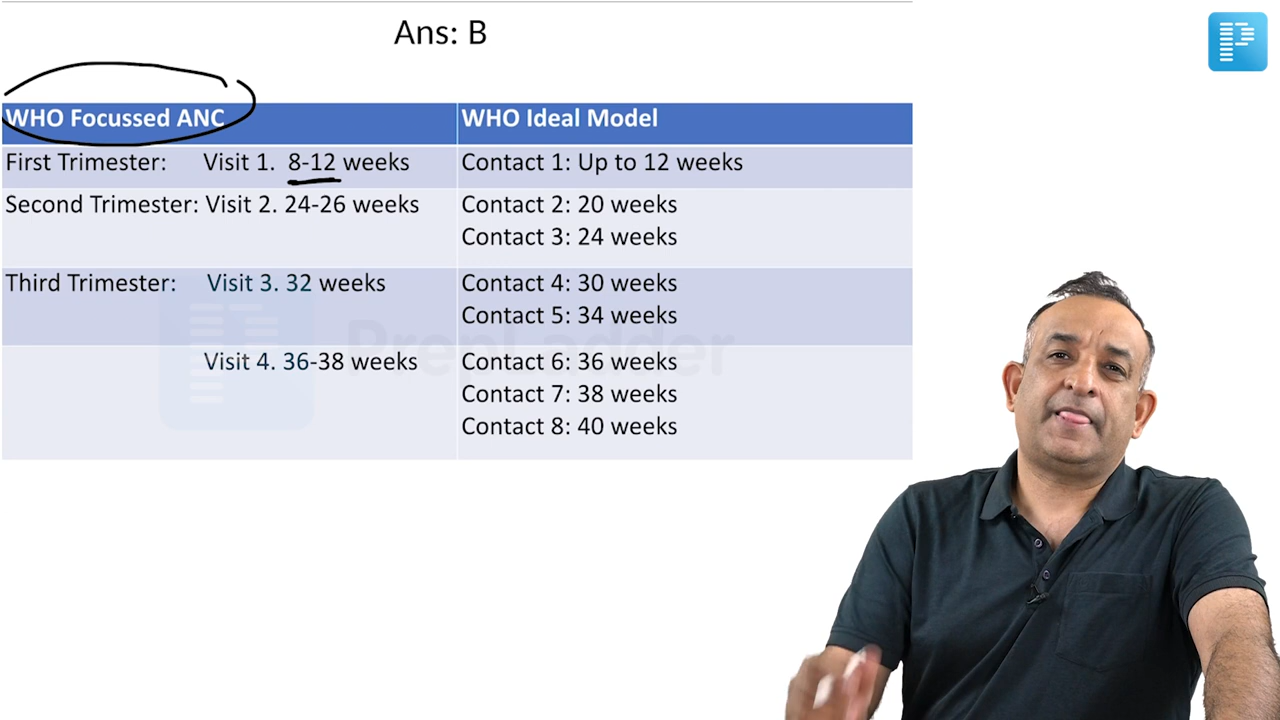 Ans: B
WHO Focussed ANC
WHO Ideal Model
First Trimester: Visit 1. 8-12 weeks
Contact 1: Up to 12 weeks
Second Trimester: Visit 2. 24-26 weeks
Contact 2: 20 weeks
Contact 3: 24 weeks
Third Trimester: Visit 3. 32 weeks
Contact 4: 30 weeks
Contact 5: 34 weeks
Visit 4. 36-38 weeks
Contact 6: 36 weeks
Contact 7: 38 weeks
Contact 8: 40 weeks
PrepLadder